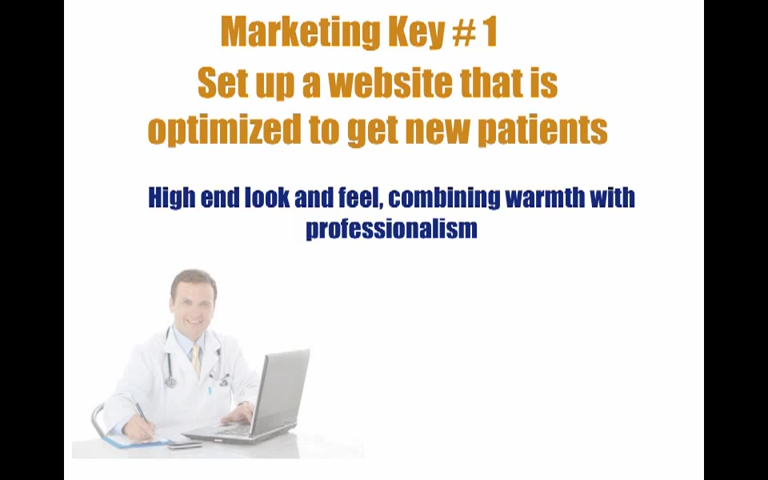 Marketing Key # 1
Set up a website that is
optimized to get new patients
High end look and feel, combining warmth with
professionalism